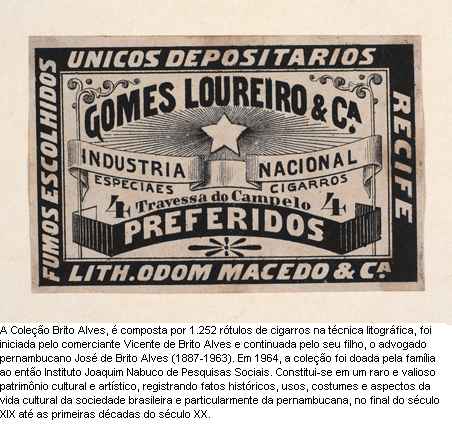 UNICOS DEPOSITARIOS
FUMOS ESCOLHIDOS
RECIFE
GOMES LOUREIRO & Cª
INDUSTRIA NACIONAL
ESPECIAES CIGARROS
4 Travessa do Campelo 4
PREFERIDOS
LITH. ODOM MACEDO & Cª
A Coleção Brito Alves, é composta por 1.252 rótulos de cigarros na técnica litográfica, foi
iniciada pelo comerciante Vicente de Brito Alves e continuada pelo seu filho, o advogado
pernambucano José de Brito Alves (1887-1963). Em 1964, a coleção foi doada pela família
ao então Instituto Joaquim Nabuco de Pesquisas Sociais. Constitui-se em um raro e valioso
patrimônio cultural e artístico, registrando fatos históricos, usos, costumes e aspectos da
vida cultural da sociedade brasileira e particularmente da pernambucana, no final do século
XIX até as primeiras décadas do século XX.